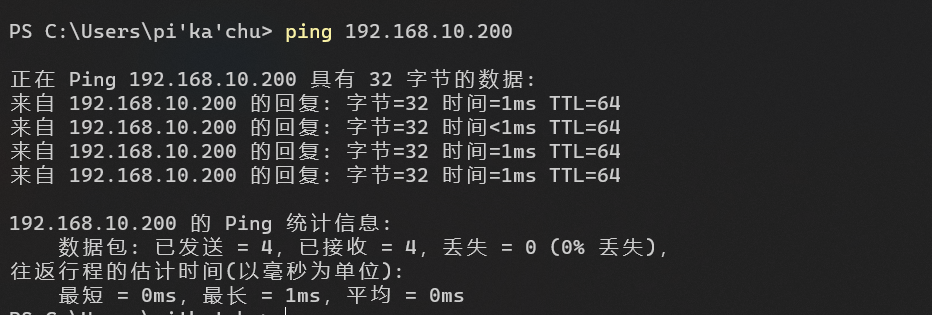 PS C:\Users\pi'ka'chu> ping 192.168.10.200
正在 Ping 192.168.10.200 具有 32 字节的数据:
来自 192.168.10.200 的回复: 字节=32 时间=1ms TTL=64
来自 192.168.10.200 的回复: 字节=32 时间<1ms TTL=64
来自 192.168.10.200 的回复: 字节=32 时间=1ms TTL=64
来自 192.168.10.200 的回复: 字节=32 时间=1ms TTL=64
192.168.10.200 的 Ping 统计信息:
数据包: 已发送 = 4, 已接收 = 4, 丢失 = 0 (0% 丢失),
往返行程的估计时间(以毫秒为单位):
最短 = 0ms, 最长 = 1ms, 平均 = 0ms